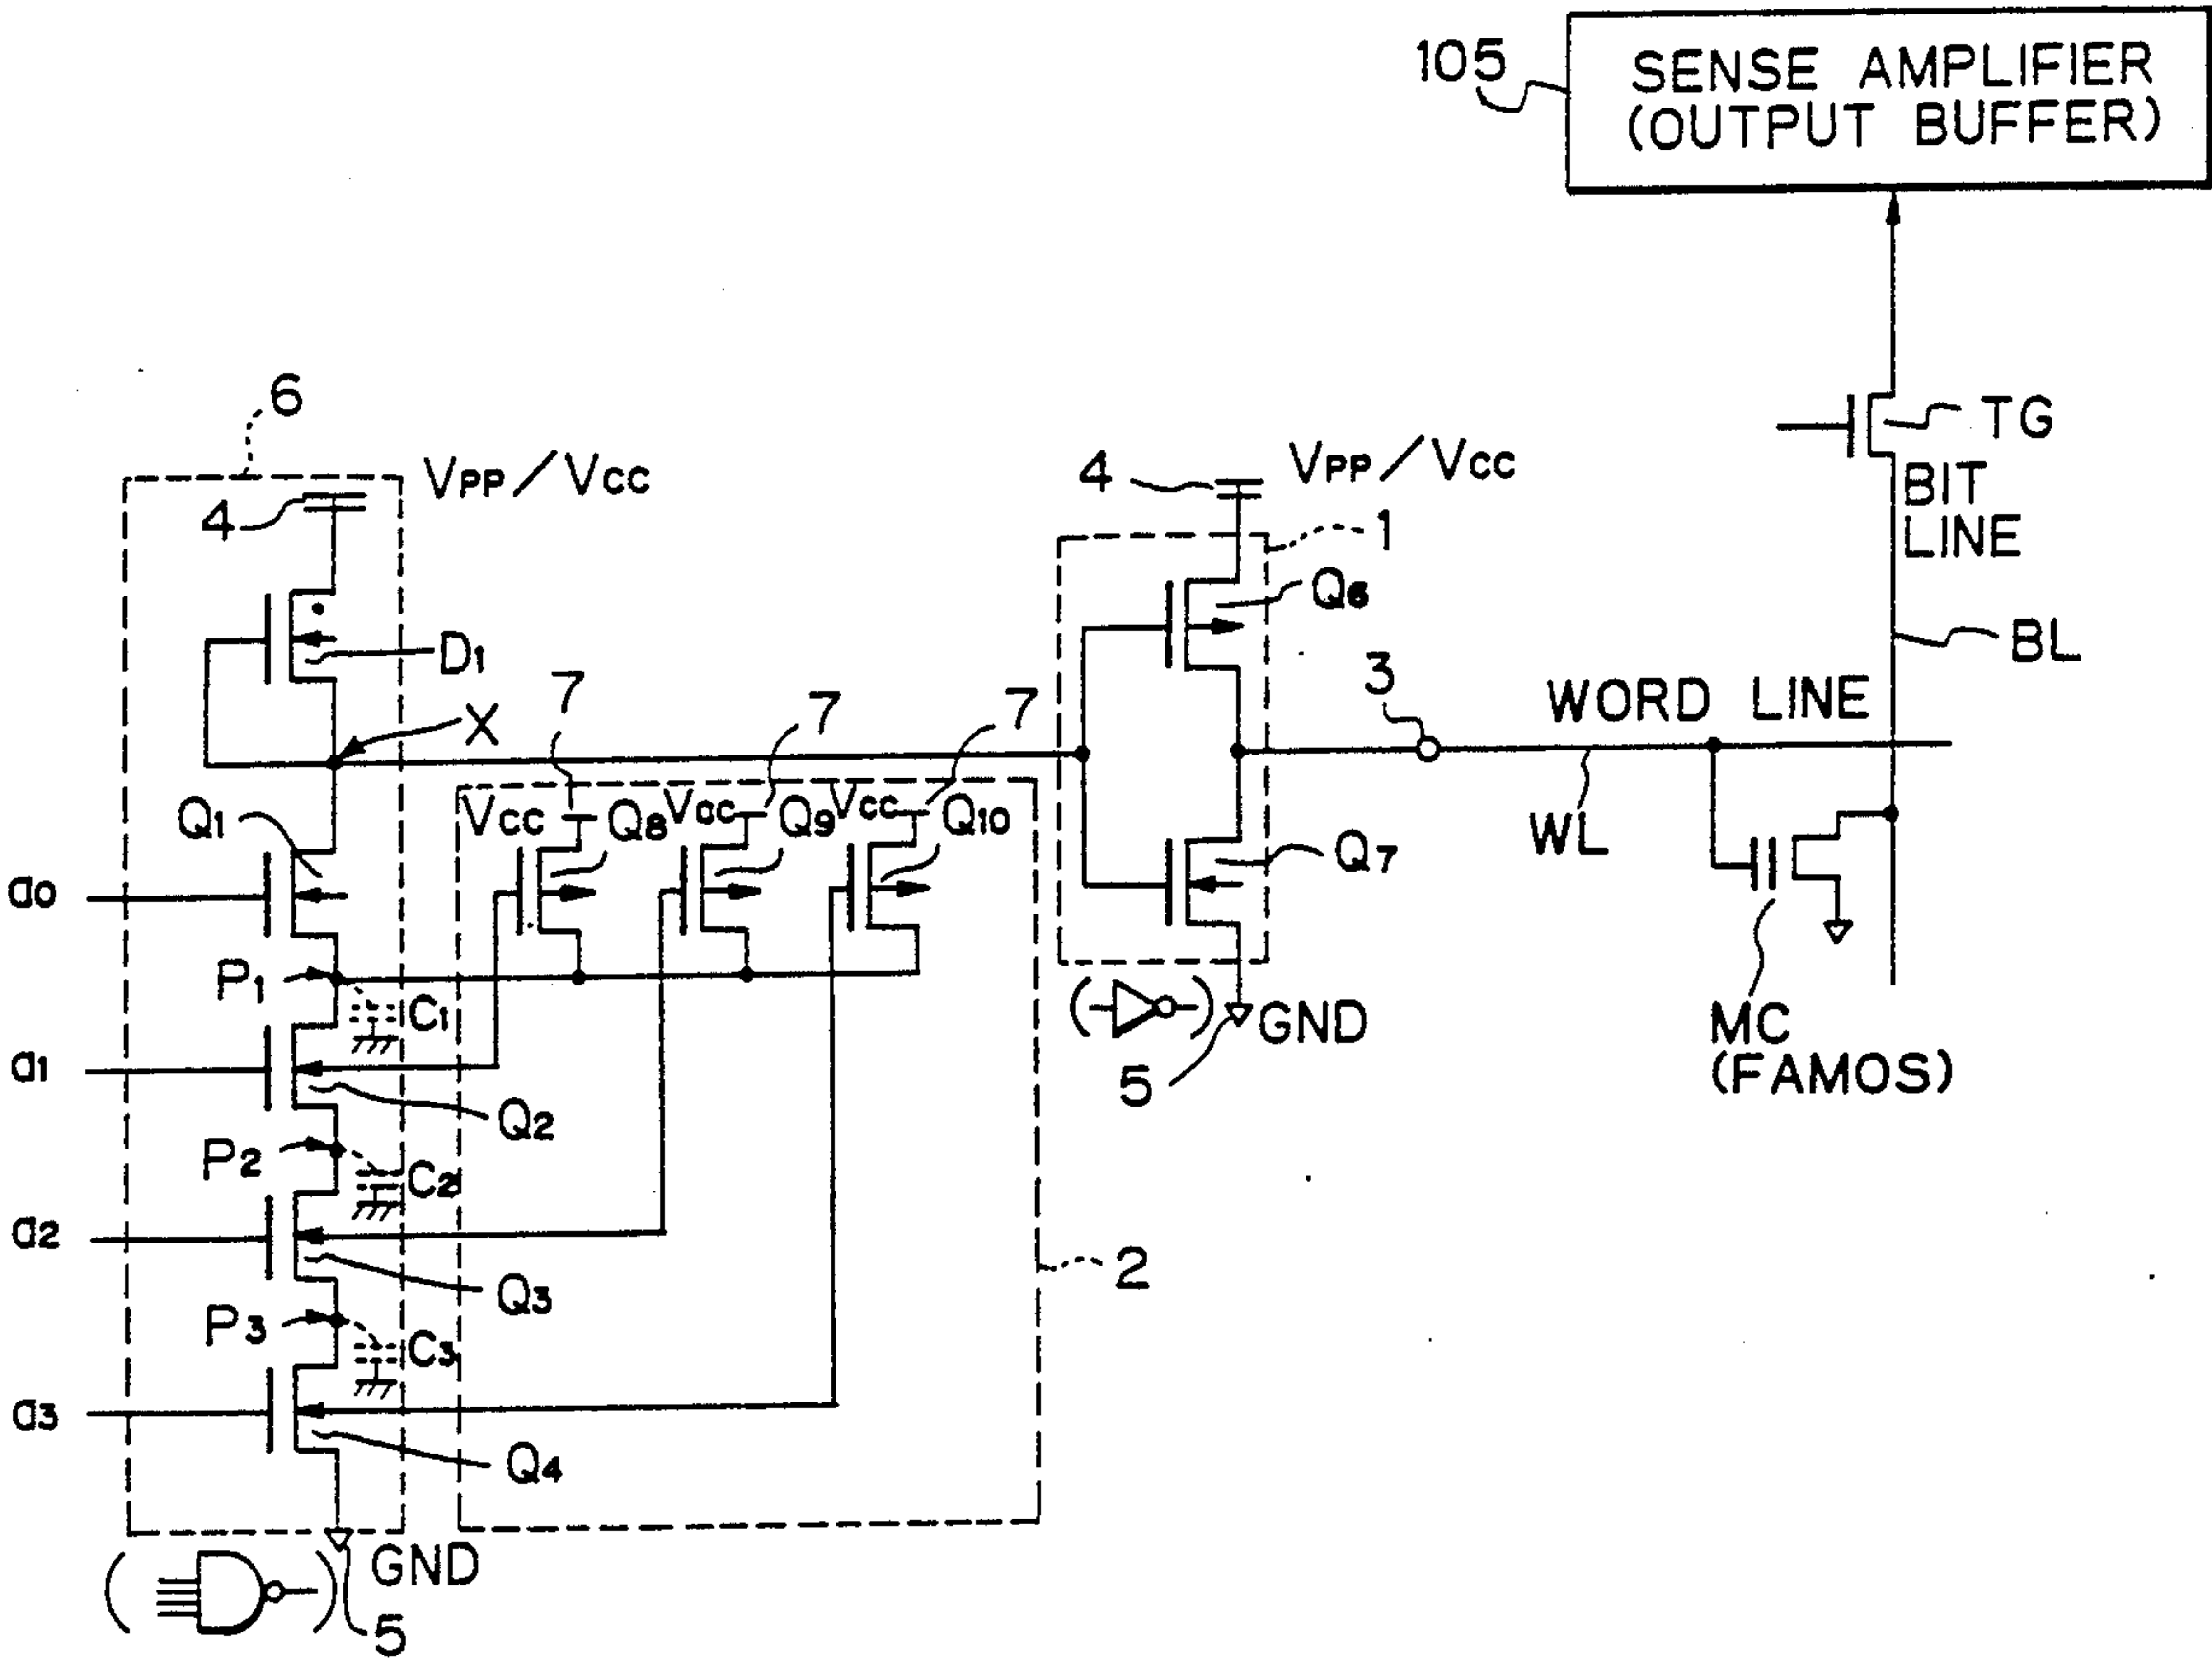 105
SENSE AMPLIFIER
(OUTPUT BUFFER)
6
VPP/VCC
4
D1
X
Q1
a0
P1
C1
a1
Q2
P2
C2
a2
Q3
P3
C3
a3
Q4
GND
5
7
7
7
VCC
Q8
VCC
Q9
VCC
Q10
2
4
VPP/VCC
1
Q6
Q7
GND
5
3
WORD LINE
WL
TG
BIT
LINE
BL
MC
(FAMOS)